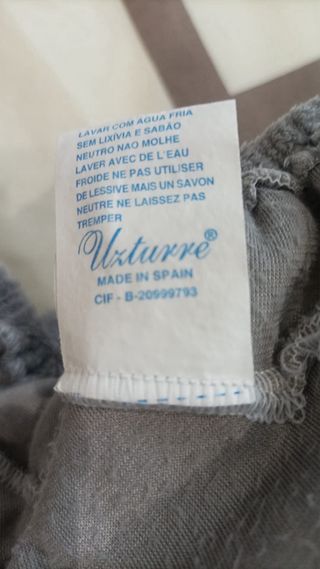 LAVAR COM AGUA FRIA
SEM LIXÍVIA E SABÃO
NEUTRO NAO MOLHE
LAVER AVEC DE L'EAU
FROIDE NE PAS UTILISER
DE LESSIVE MAIS UN SAVON
NEUTRE NE LAISSEZ PAS
TREMPER
Uzturre®
MADE IN SPAIN
CIF - B-20999793